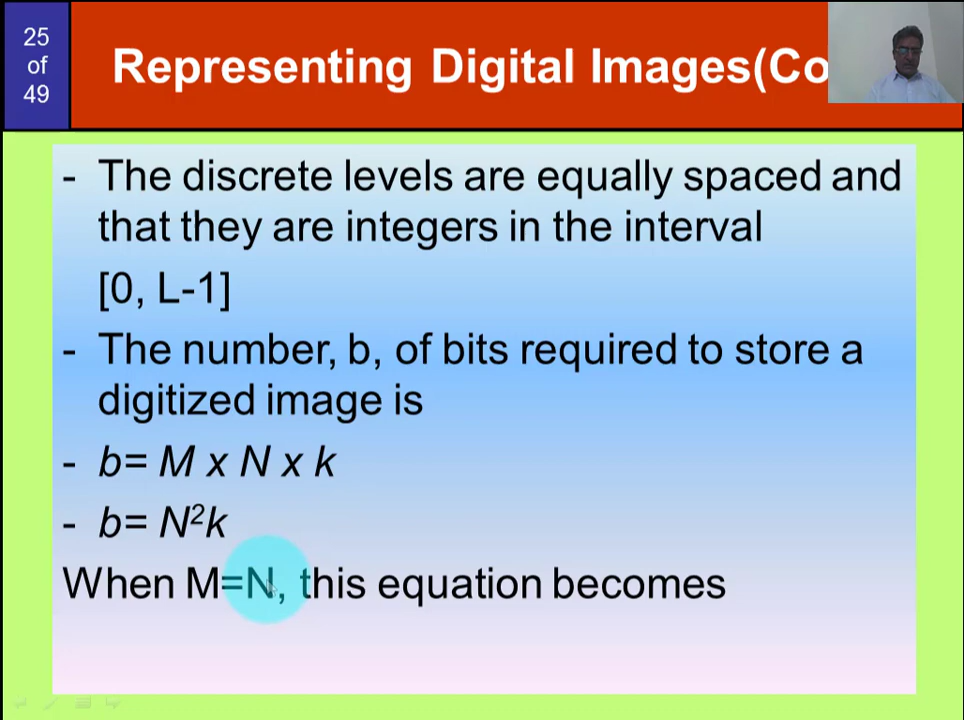 25
of
49
Representing Digital Images(Co
- The discrete levels are equally spaced and
that they are integers in the interval
[0, L-1]
- The number, b, of bits required to store a
digitized image is
- b= M x N x k
- b= N²k
When M=N, this equation becomes